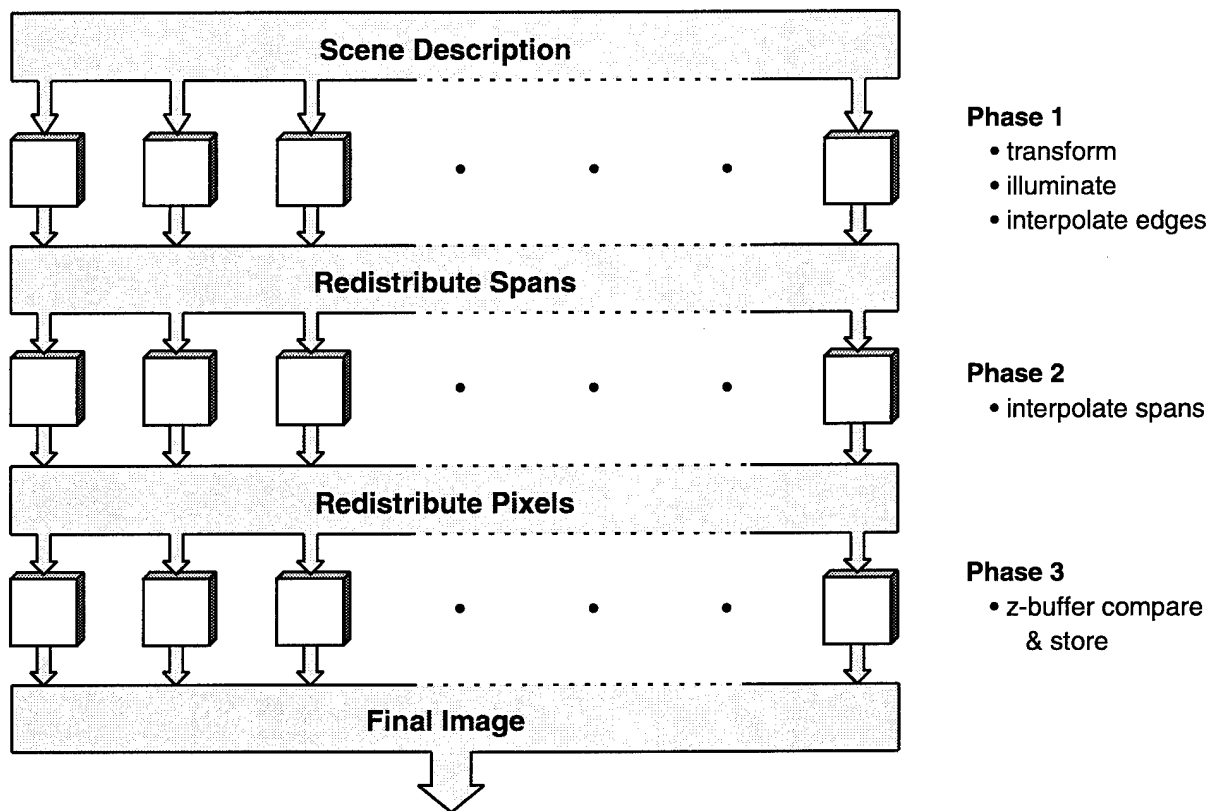 Scene Description
Phase 1
• transform
• illuminate
• interpolate edges
Redistribute Spans
Phase 2
• interpolate spans
Redistribute Pixels
Phase 3
• z-buffer compare
& store
Final Image